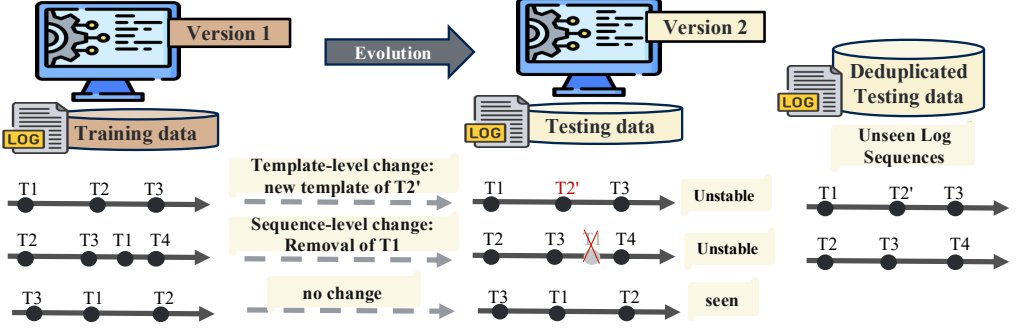 Version 1
Evolution
Version 2
LOG
Training data
LOG
Testing data
LOG
Deduplicated
Testing data
Unseen Log
Sequences
Template-level change:
new template of T2'
T1 T2 T3
T1 T2' T3
Unstable
T1 T2' T3
Sequence-level change:
Removal of T1
T2 T3 T1 T4
T2 T3 T1 T4
Unstable
T2 T3 T4
no change
T3 T1 T2
T3 T1 T2
seen